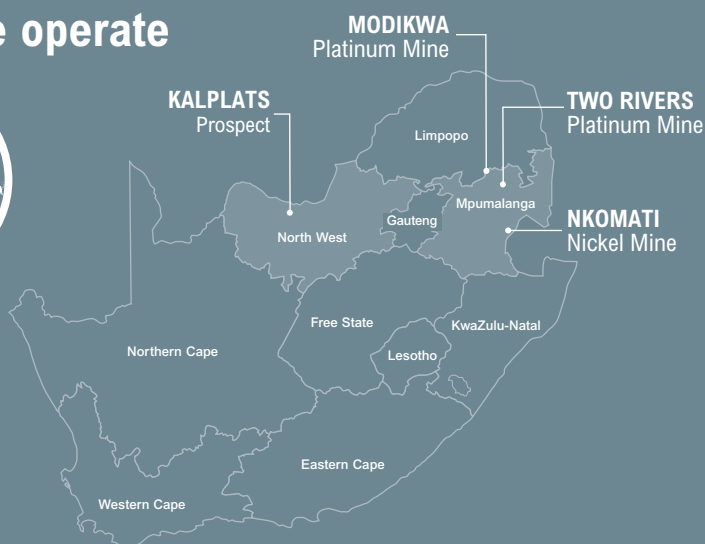 operate
MODIKWA
Platinum Mine
KALPLATS
Prospect
TWO RIVERS
Platinum Mine
Limpopo
Mpumalanga
Gauteng
North West
NKOMATI
Nickel Mine
Free State
KwaZulu-Natal
Northern Cape
Lesotho
Eastern Cape
Western Cape